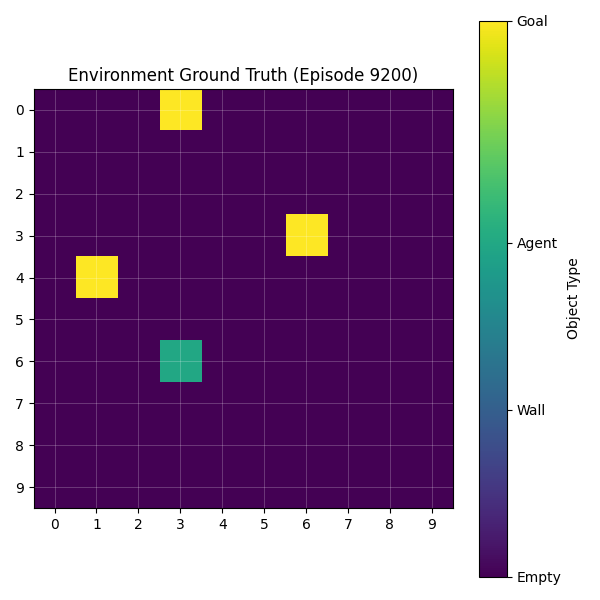 Environment Ground Truth (Episode 9200)
0
1
2
3
4
5
6
7
8
9
0 1 2 3 4 5 6 7 8 9
Goal
Agent
Wall
Empty
Object Type